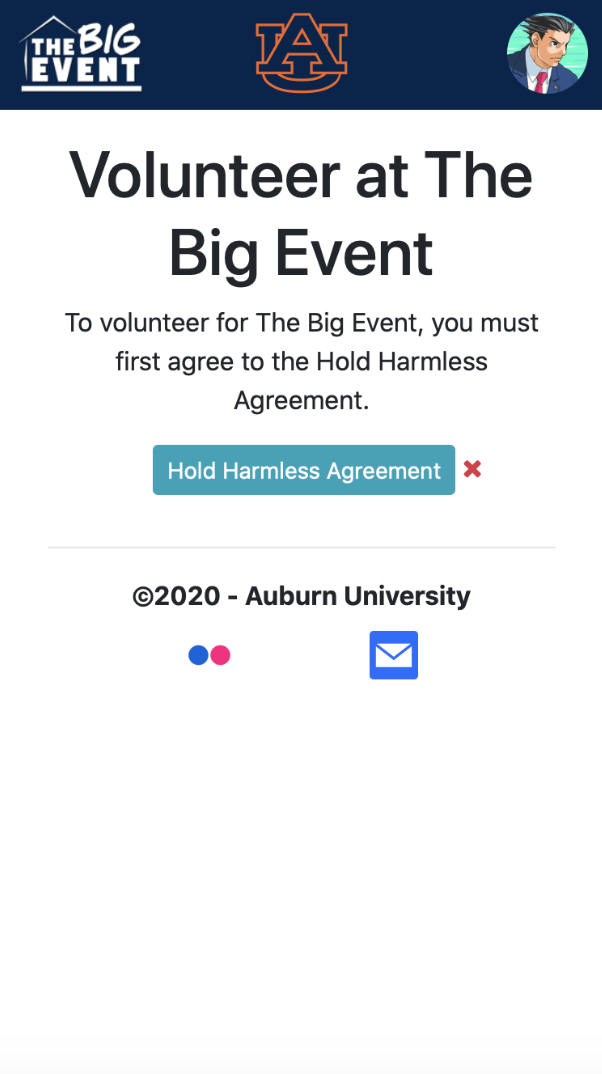 THE BIG
EVENT
AU
Volunteer at The
Big Event
To volunteer for The Big Event, you must
first agree to the Hold Harmless
Agreement.
Hold Harmless Agreement
©2020 - Auburn University